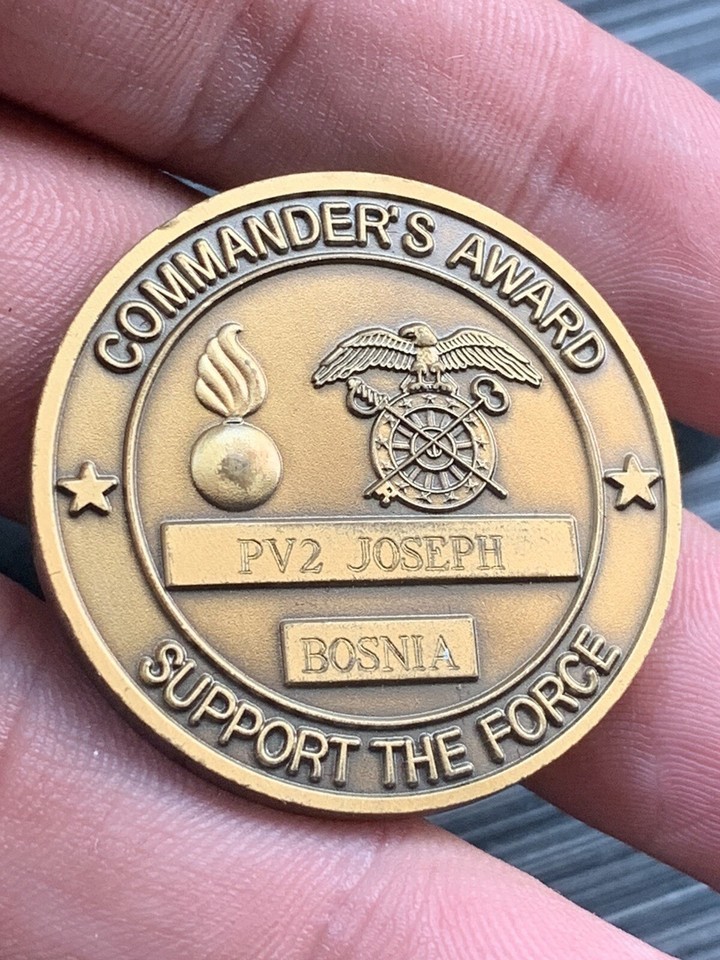 COMMANDER'S AWARD
PV2 JOSEPH
BOSNIA
SUPPORT THE FORCE